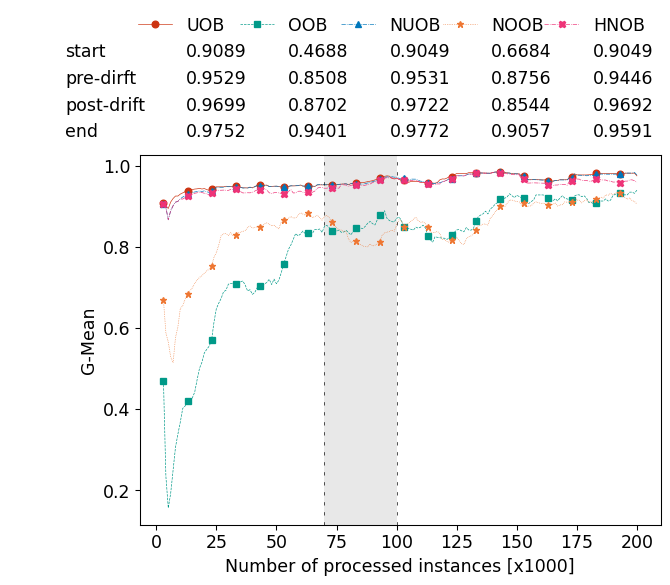 UOB OOB NUOB NOOB HNOB
start 0.9089 0.4688 0.9049 0.6684 0.9049
pre-dirft 0.9529 0.8508 0.9531 0.8756 0.9446
post-drift 0.9699 0.8702 0.9722 0.8544 0.9692
end 0.9752 0.9401 0.9772 0.9057 0.9591
1.0
0.8
0.6
0.4
0.2
G-Mean
0 25 50 75 100 125 150 175 200
Number of processed instances [x1000]